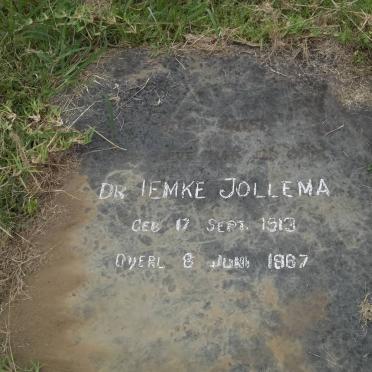 DR IEMKE JOLLEMA
GEB 17 SEPT. 1913
OVERL 8 JUNI 1967